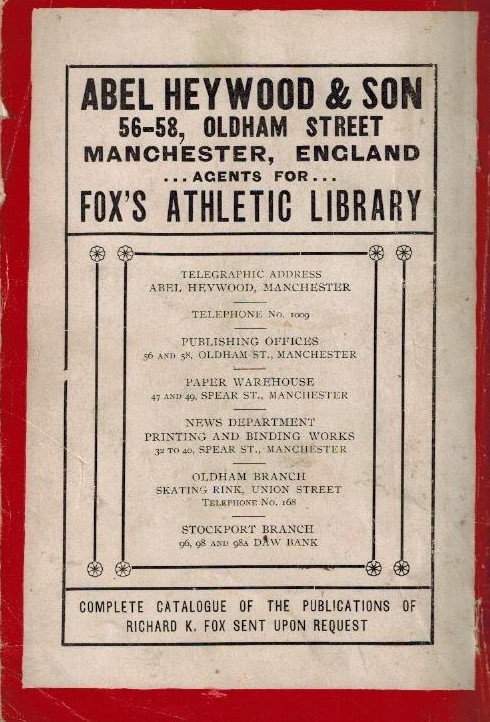 ABEL HEYWOOD & SON
56-58, OLDHAM STREET
MANCHESTER, ENGLAND
...AGENTS FOR...
FOX'S ATHLETIC LIBRARY
TELEGRAPHIC ADDRESS
ABEL HEYWOOD, MANCHESTER
TELEPHONE No. 1009
PUBLISHING OFFICES
56 AND 58, OLDHAM ST., MANCHESTER
PAPER WAREHOUSE
47 AND 49, SPEAR ST., MANCHESTER
NEWS DEPARTMENT
PRINTING AND BINDING WORKS
32 TO 40, SPEAR ST., MANCHESTER
OLDHAM BRANCH
SKATING RINK, UNION STREET
TELEPHONE No. 168
STOCKPORT BRANCH
96, 98 AND 98A DAW BANK
COMPLETE CATALOGUE OF THE PUBLICATIONS OF
RICHARD K. FOX SENT UPON REQUEST